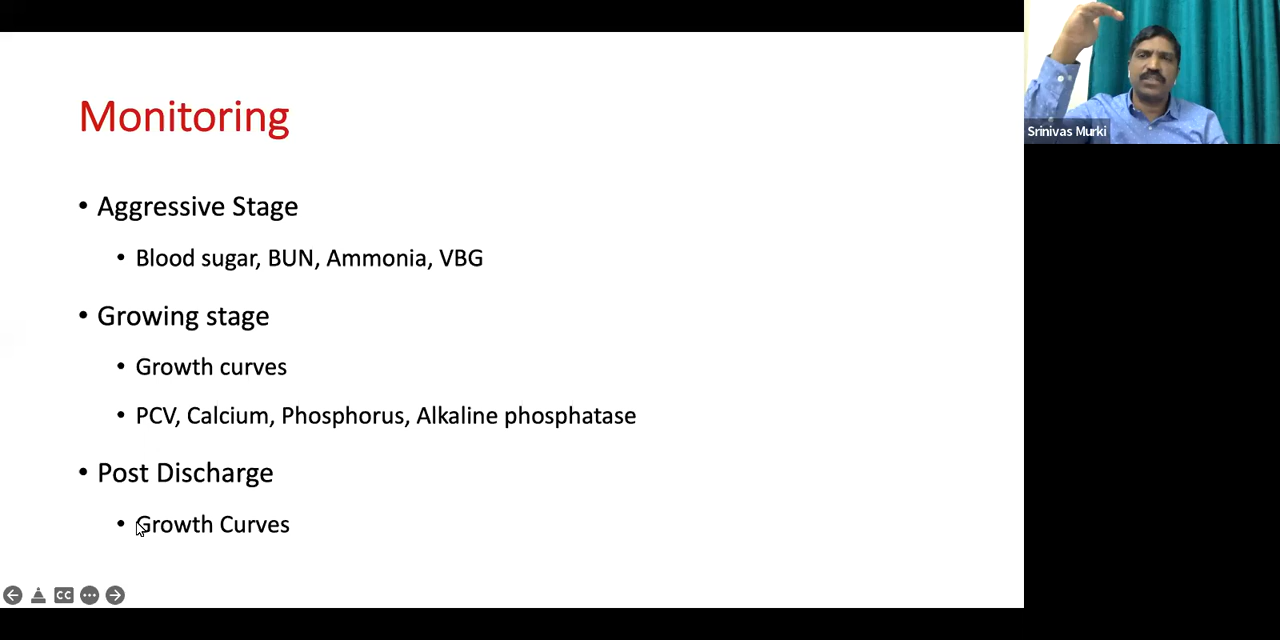 Monitoring
• Aggressive Stage
• Blood sugar, BUN, Ammonia, VBG
• Growing stage
• Growth curves
• PCV, Calcium, Phosphorus, Alkaline phosphatase
• Post Discharge
• Growth Curves
Srinivas Murki
CC